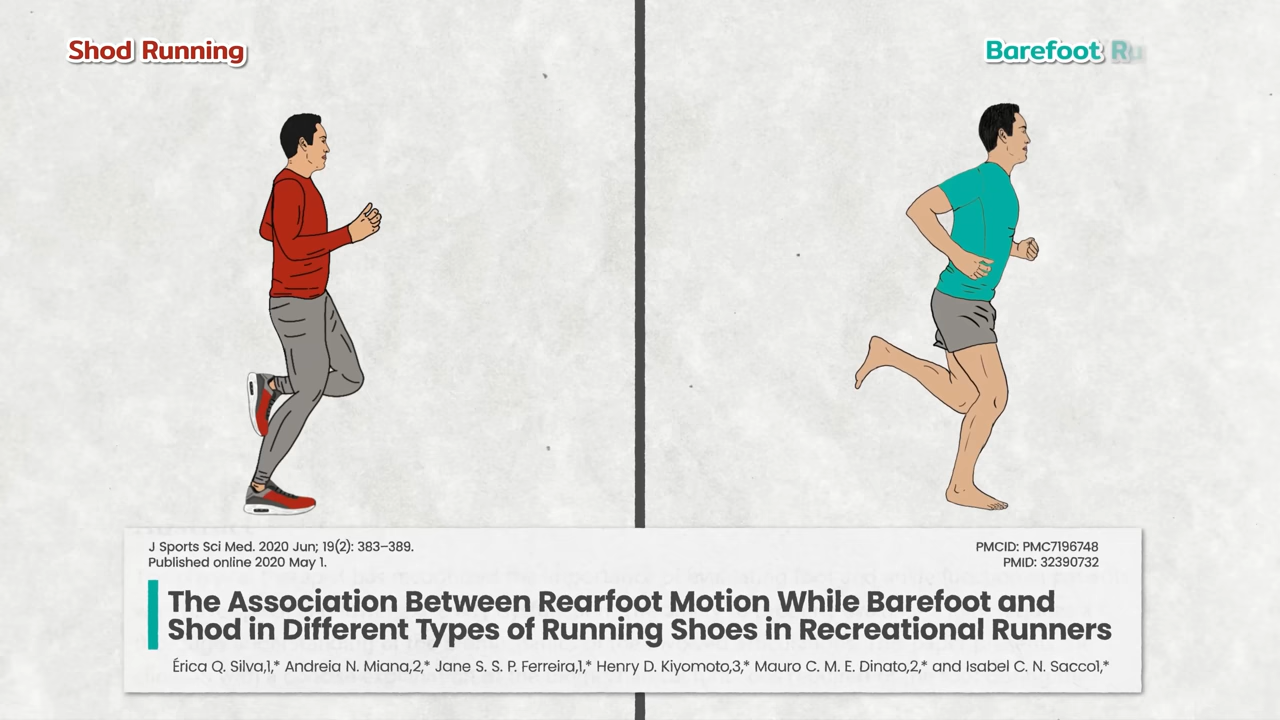 Shod Running
Barefoot
J Sports Sci Med. 2020 Jun; 19(2): 383–389.
Published online 2020 May 1.
PMCID: PMC7196748
PMID: 32390732
The Association Between Rearfoot Motion While Barefoot and
Shod in Different Types of Running Shoes in Recreational Runners
Érica Q. Silva,1,* Andreia N. Miana,2,* Jane S. S. P. Ferreira,1,* Henry D. Kiyomoto,3,* Mauro C. M. E. Dinato,2,* and Isabel C. N. Sacco1,*